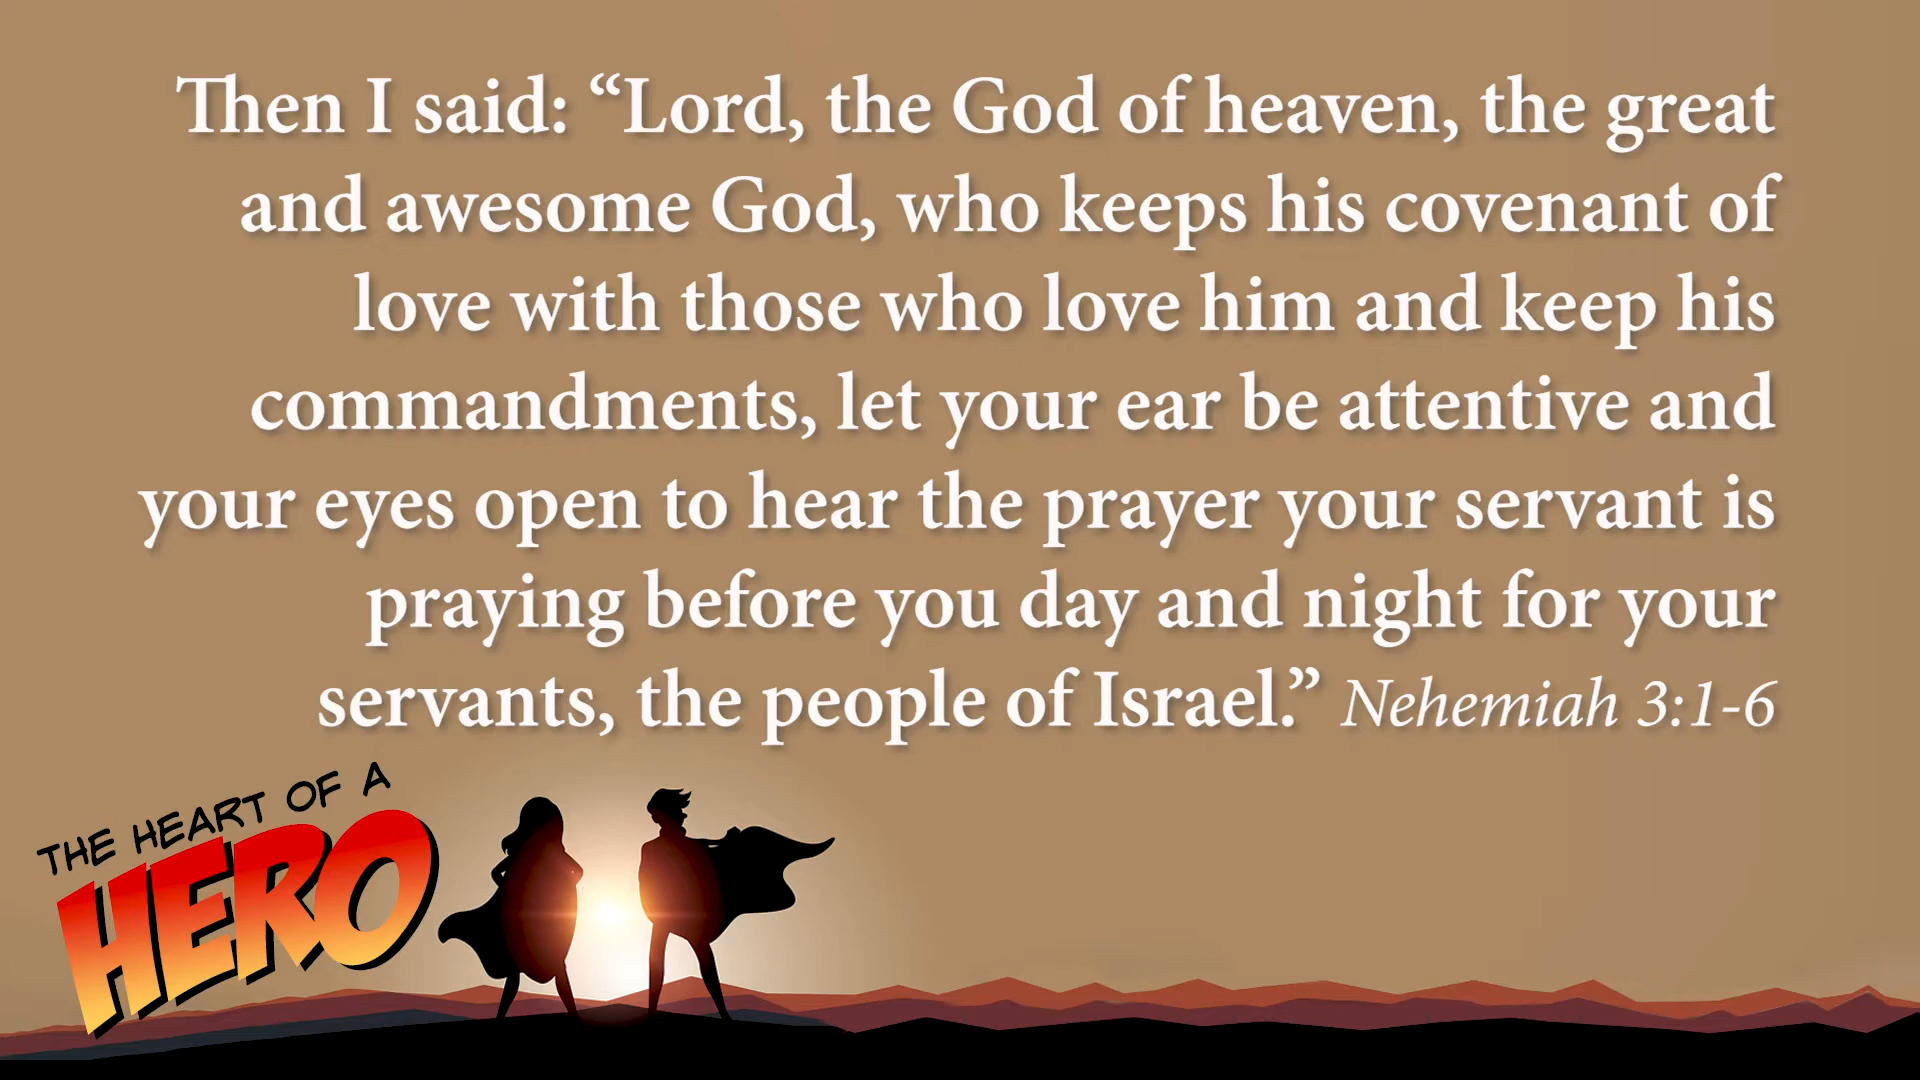 Then I said: “Lord, the God of heaven, the great
and awesome God, who keeps his covenant of
love with those who love him and keep his
commandments, let your ear be attentive and
your eyes open to hear the prayer your servant is
praying before you day and night for your
servants, the people of Israel.” Nehemiah 3:1-6
THE HEART OF A
HERO